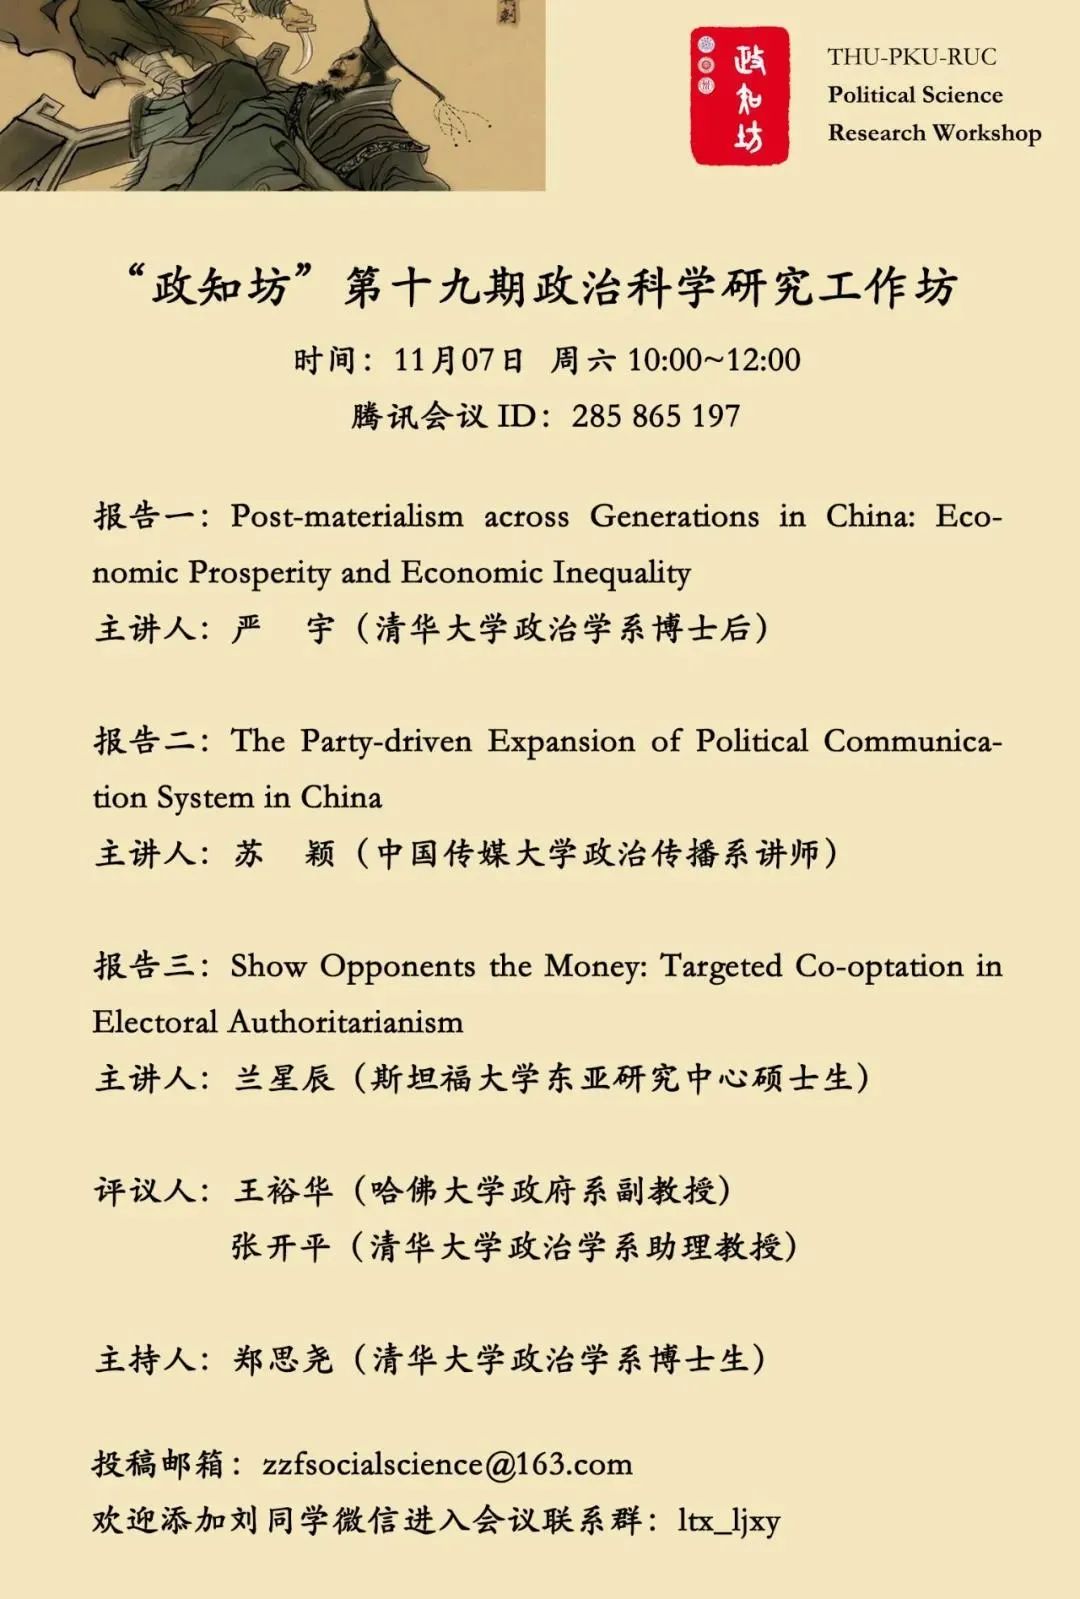 政知坊
THU-PKU-RUC
Political Science
Research Workshop
“政知坊”第十九期政治科学研究工作坊
时间：11月07日 周六 10:00~12:00
腾讯会议 ID：285 865 197
报告一：Post-materialism across Generations in China: Eco-
nomic Prosperity and Economic Inequality
主讲人：严　宇（清华大学政治学系博士后）
报告二：The Party-driven Expansion of Political Communica-
tion System in China
主讲人：苏　颖（中国传媒大学政治传播系讲师）
报告三：Show Opponents the Money: Targeted Co-optation in
Electoral Authoritarianism
主讲人：兰星辰（斯坦福大学东亚研究中心硕士生）
评议人：王裕华（哈佛大学政府系副教授）
张开平（清华大学政治学系助理教授）
主持人：郑思尧（清华大学政治学系博士生）
投稿邮箱：zzfsocialscience@163.com
欢迎添加刘同学微信进入会议联系群：ltx_ljxy